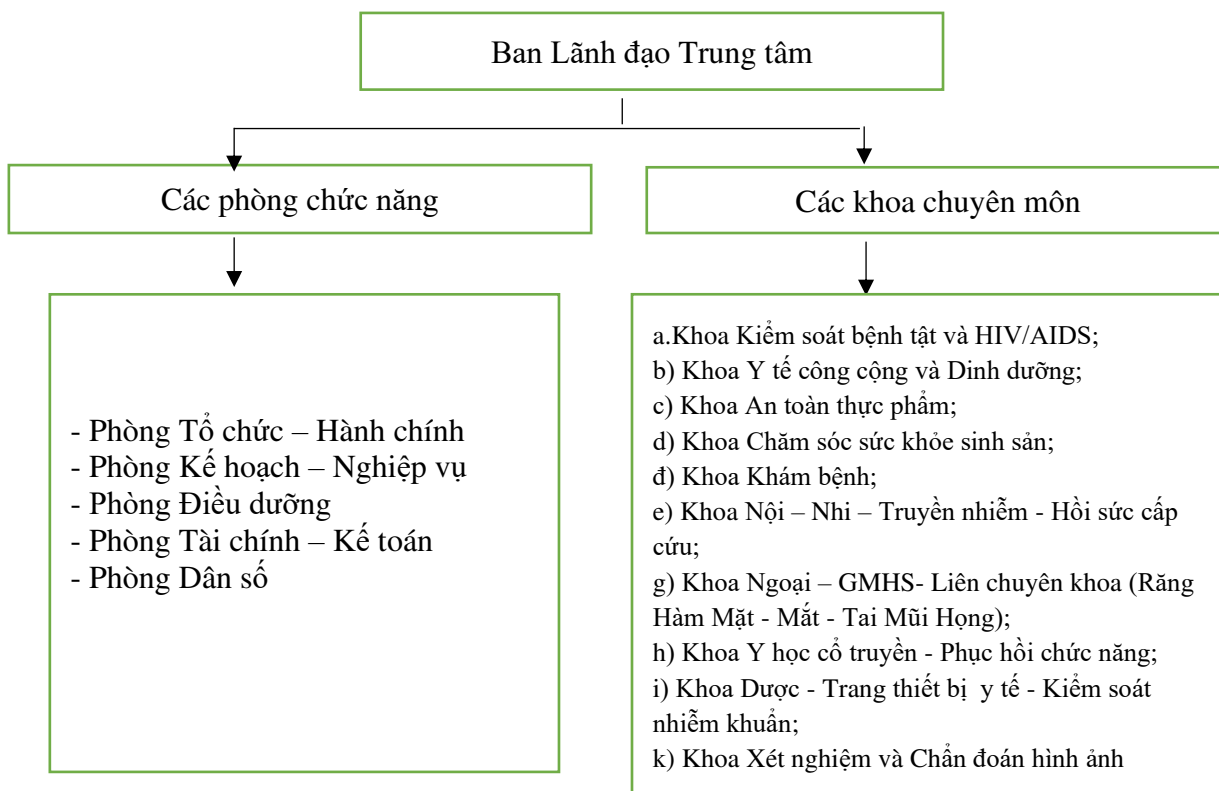 Ban Lãnh đạo Trung tâm
Các phòng chức năng
Các khoa chuyên môn
- Phòng Tổ chức – Hành chính
- Phòng Kế hoạch – Nghiệp vụ
- Phòng Điều dưỡng
- Phòng Tài chính – Kế toán
- Phòng Dân số
a.Khoa Kiểm soát bệnh tật và HIV/AIDS;
b) Khoa Y tế công cộng và Dinh dưỡng;
c) Khoa An toàn thực phẩm;
d) Khoa Chăm sóc sức khỏe sinh sản;
đ) Khoa Khám bệnh;
e) Khoa Nội – Nhi – Truyền nhiễm - Hồi sức cấp
cứu;
g) Khoa Ngoại – GMHS- Liên chuyên khoa (Răng
Hàm Mặt - Mắt - Tai Mũi Họng);
h) Khoa Y học cổ truyền - Phục hồi chức năng;
i) Khoa Dược - Trang thiết bị y tế - Kiểm soát
nhiễm khuẩn;
k) Khoa Xét nghiệm và Chẩn đoán hình ảnh